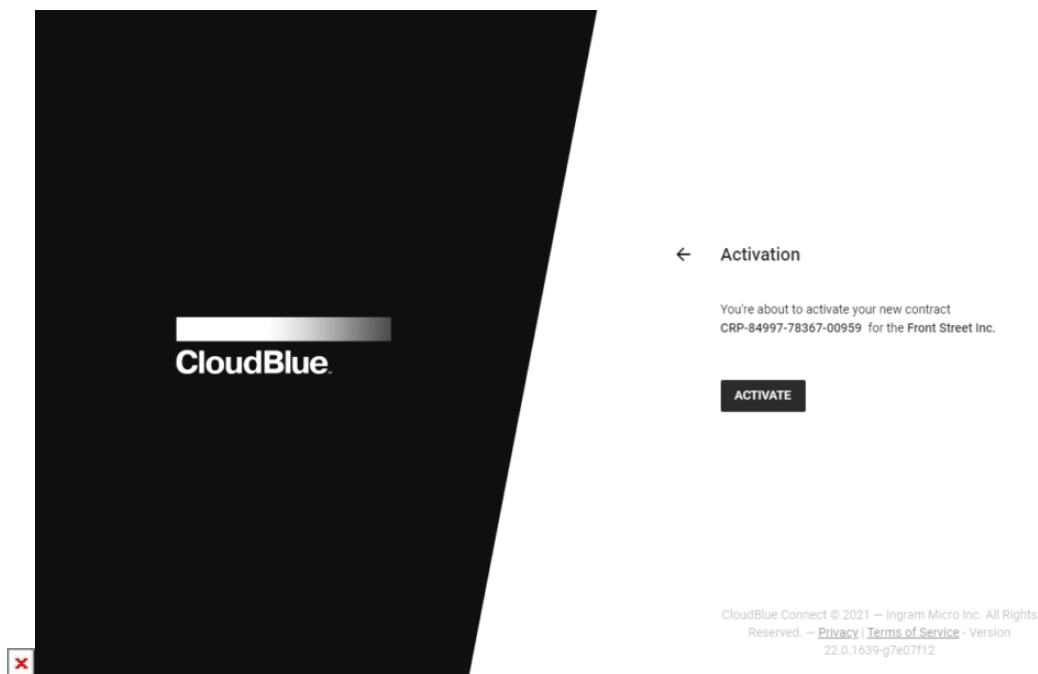 CloudBlue
Activation
You're about to activate your new contract
CRP-84997-78367-00959 for the Front Street Inc.
ACTIVATE
CloudBlue Connect © 2021 — Ingram Micro Inc. All Rights
Reserved. — Privacy | Terms of Service - Version
22.0.1639-g7e07f12